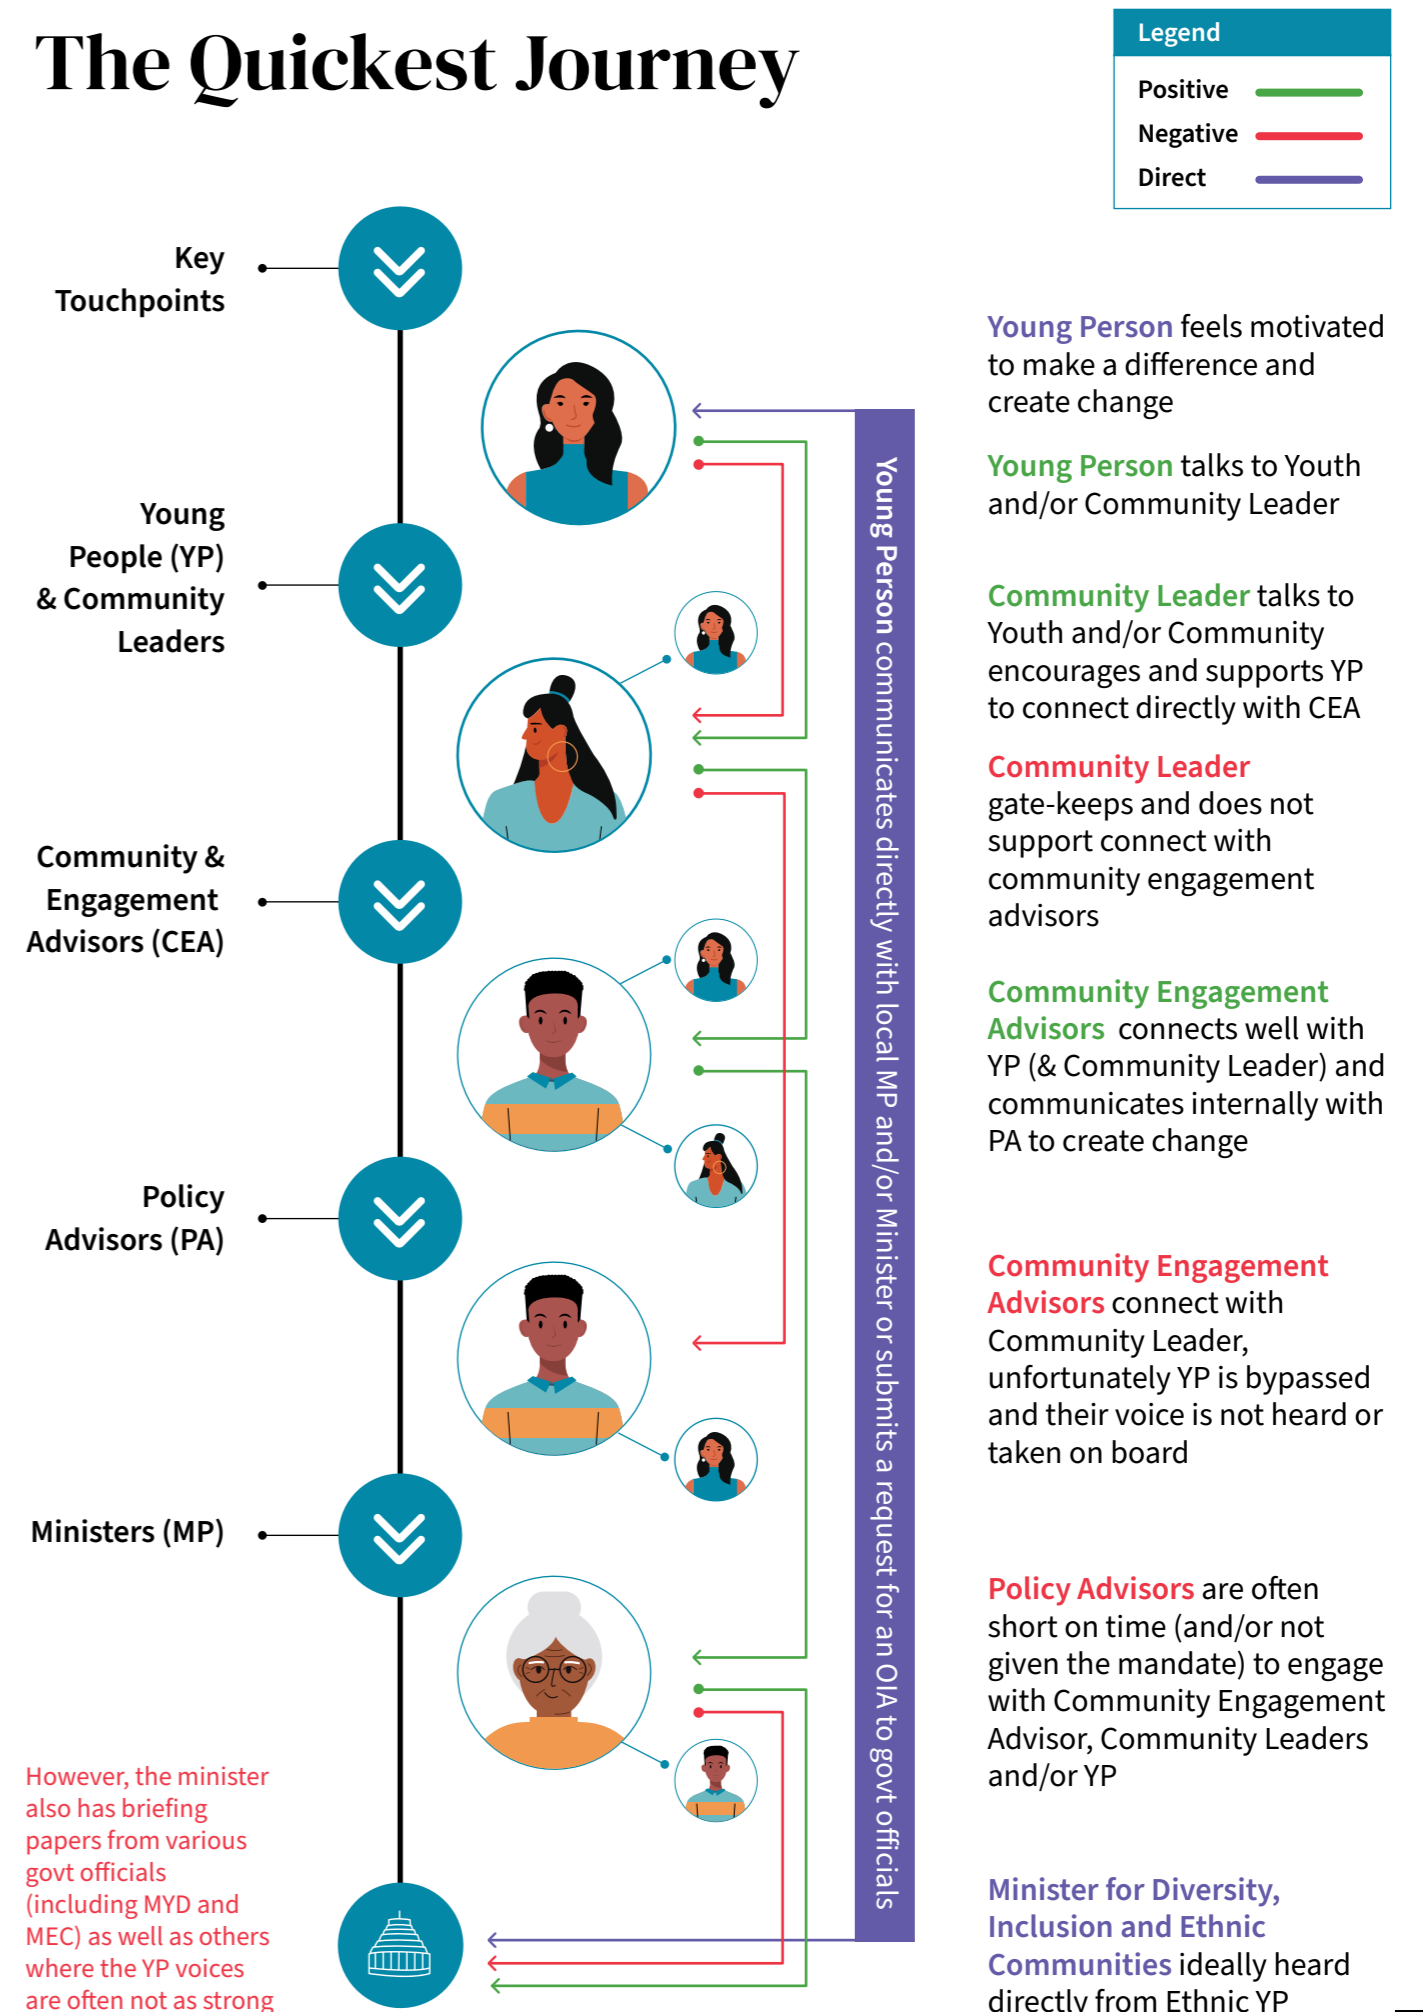 The Quickest Journey
Legend
Positive
Negative
Direct
Key
Touchpoints
Young
People (YP)
& Community
Leaders
Community &
Engagement
Advisors (CEA)
Policy
Advisors (PA)
Ministers (MP)
However, the minister
also has briefing
papers from various
govt officials
(including MYD and
MEC) as well as others
where the YP voices
are often not as strong
Young Person communicates directly with local MP and/or Minister or submits a request for an OIA to govt officials
Young Person feels motivated
to make a difference and
create change
Young Person talks to Youth
and/or Community Leader
Community Leader talks to
Youth and/or Community
encourages and supports YP
to connect directly with CEA
Community Leader
gate-keeps and does not
support connect with
community engagement
advisors
Community Engagement
Advisors connects well with
YP (& Community Leader) and
communicates internally with
PA to create change
Community Engagement
Advisors connect with
Community Leader,
unfortunately YP is bypassed
and their voice is not heard or
taken on board
Policy Advisors are often
short on time (and/or not
given the mandate) to engage
with Community Engagement
Advisor, Community Leaders
and/or YP
Minister for Diversity,
Inclusion and Ethnic
Communities ideally heard
directly from Ethnic YP